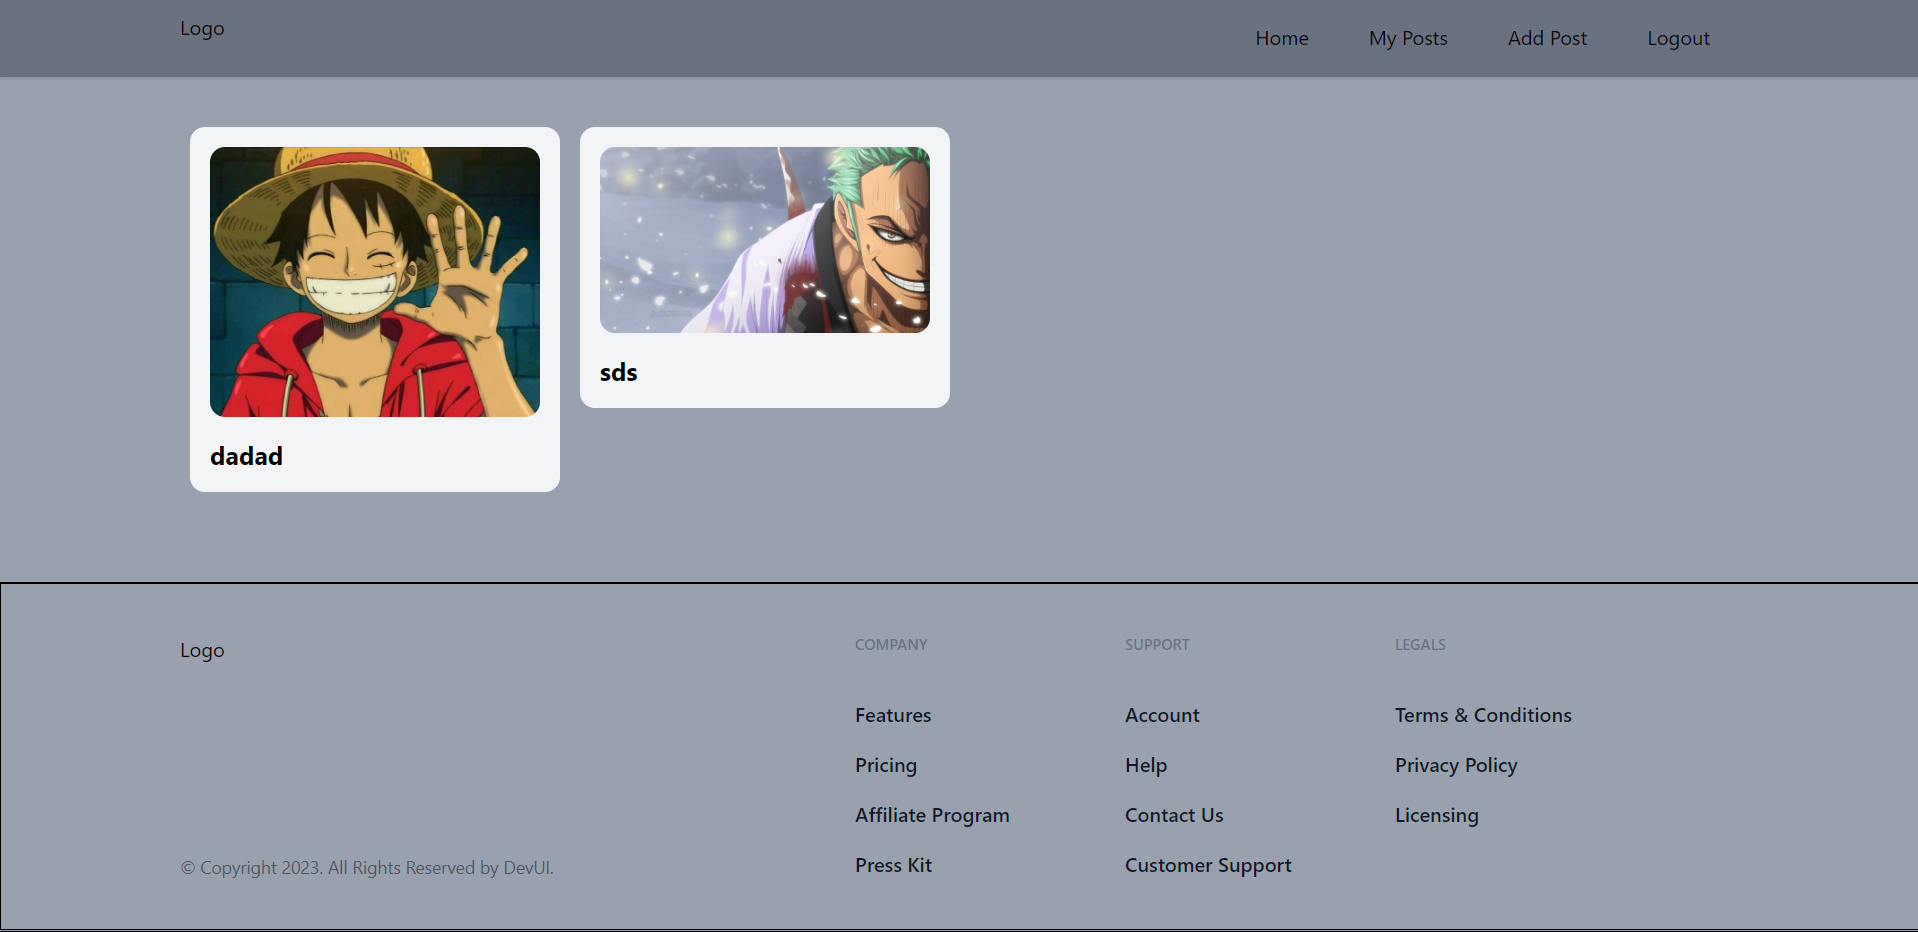 Logo
Home
My Posts
Add Post
Logout
dadad
sds
Logo
© Copyright 2023. All Rights Reserved by DevUI.
COMPANY
Features
Pricing
Affiliate Program
Press Kit
SUPPORT
Account
Help
Contact Us
Customer Support
LEGALS
Terms & Conditions
Privacy Policy
Licensing